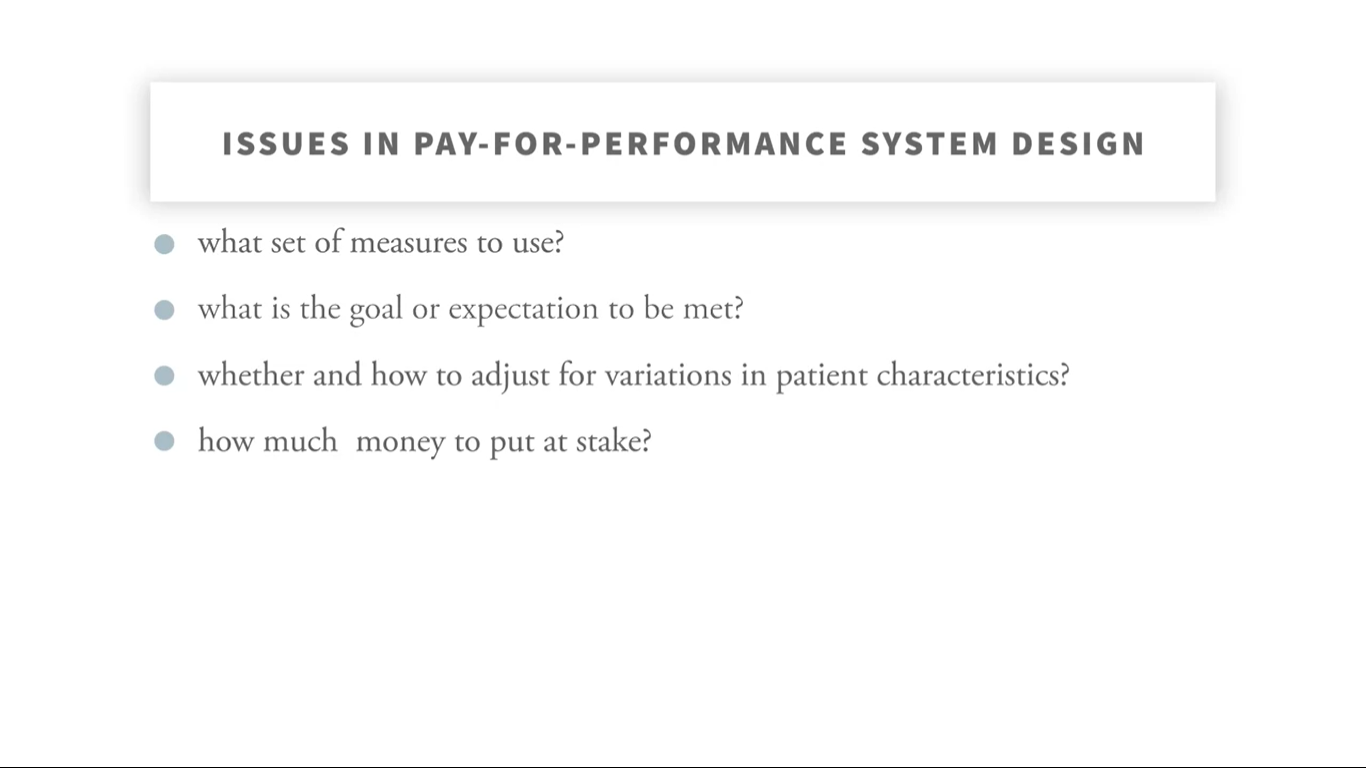 ISSUES IN PAY-FOR-PERFORMANCE SYSTEM DESIGN
what set of measures to use?
what is the goal or expectation to be met?
whether and how to adjust for variations in patient characteristics?
how much  money to put at stake?